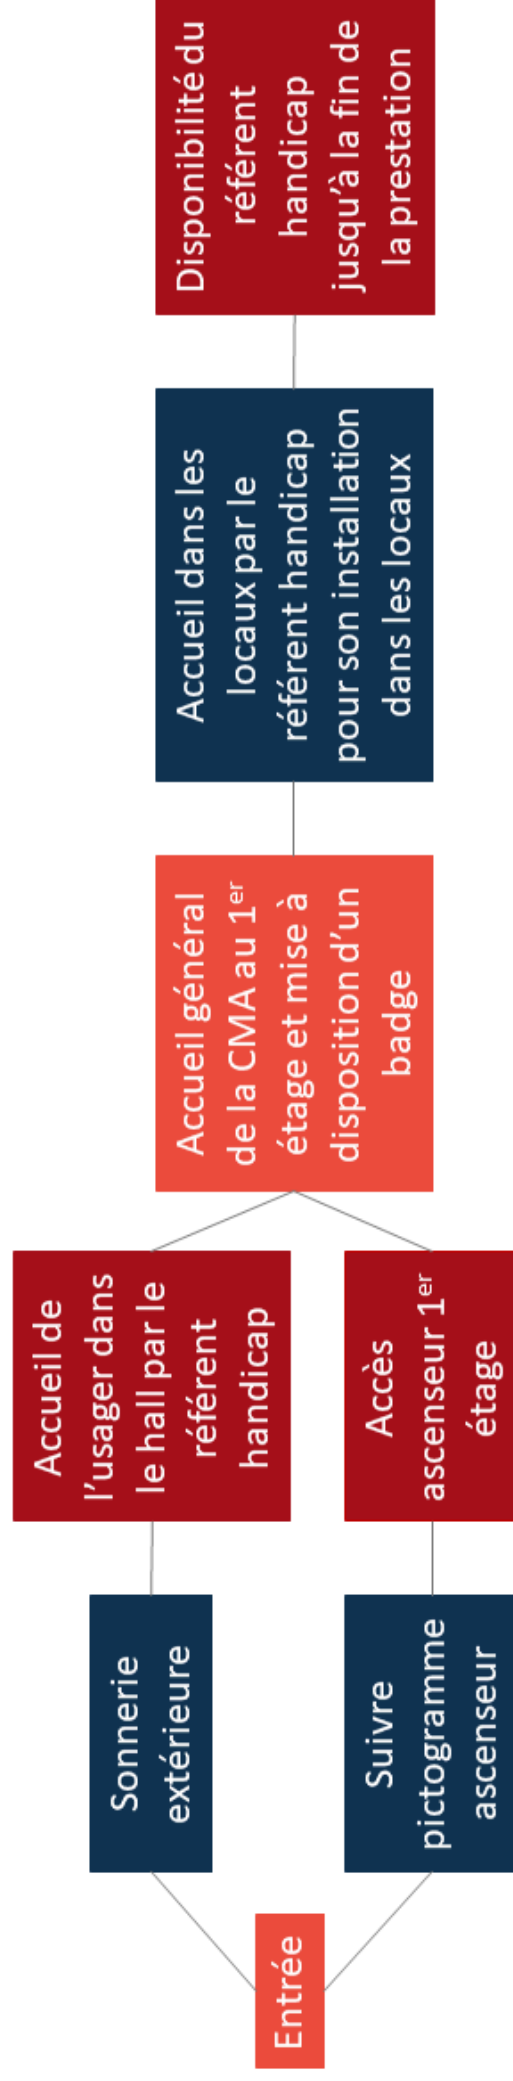 Entrée
Sonnerie
extérieure
Suivre
pictogramme
ascenseur
Accueil de
l'usager dans
le hall par le
référent
handicap
Accès
ascenseur 1er
étage
Accueil général
de la CMA au 1er
étage et mise à
disposition d'un
badge
Accueil dans les
locaux par le
référent handicap
pour son installation
dans les locaux
Disponibilité du
référent
handicap
jusqu'à la fin de
la prestation